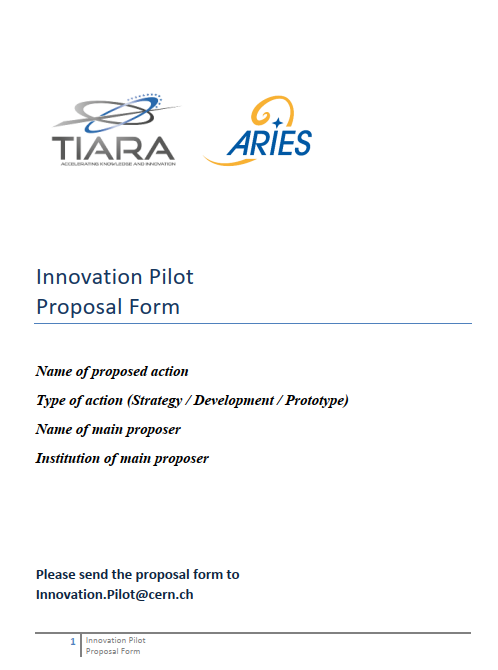 TIARA
ACCELERATING KNOWLEDGE AND INNOVATION
ARIES
Innovation Pilot
Proposal Form
Name of proposed action
Type of action (Strategy / Development / Prototype)
Name of main proposer
Institution of main proposer
Please send the proposal form to
Innovation.Pilot@cern.ch
1
Innovation Pilot
Proposal Form